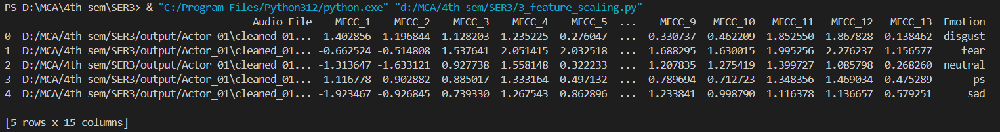 PS D:\MCA\4th sem\SER3> & "C:/Program Files/Python312/python.exe" "d:/MCA/4th sem/SER3/3_feature_scaling.py"
Audio File MFCC_1 MFCC_2 MFCC_3 MFCC_4 MFCC_5 ... MFCC_9 MFCC_10 MFCC_11 MFCC_12 MFCC_13 Emotion
0 D:/MCA/4th sem/SER3/output/Actor_01\cleaned_01... -1.402856 1.196844 1.128203 1.235225 0.276047 ... -0.330737 0.462209 1.852550 1.867828 0.138462 disgust
1 D:/MCA/4th sem/SER3/output/Actor_01\cleaned_01... -0.662524 -0.514808 1.537641 2.051415 2.032518 ... 1.688295 1.630015 1.995256 2.276237 1.156577 fear
2 D:/MCA/4th sem/SER3/output/Actor_01\cleaned_01... -1.313647 -1.633121 0.927738 1.558148 0.322233 ... 1.207835 1.275419 1.399727 1.085798 0.268260 neutral
3 D:/MCA/4th sem/SER3/output/Actor_01\cleaned_01... -1.116778 -0.902882 0.885017 1.333164 0.497132 ... 0.789694 0.712723 1.348356 1.469034 0.475289 ps
4 D:/MCA/4th sem/SER3/output/Actor_01\cleaned_01... -1.923467 -0.926845 0.739330 1.267543 0.862896 ... 1.233841 0.998790 1.116378 1.136657 0.579251 sad
[5 rows x 15 columns]